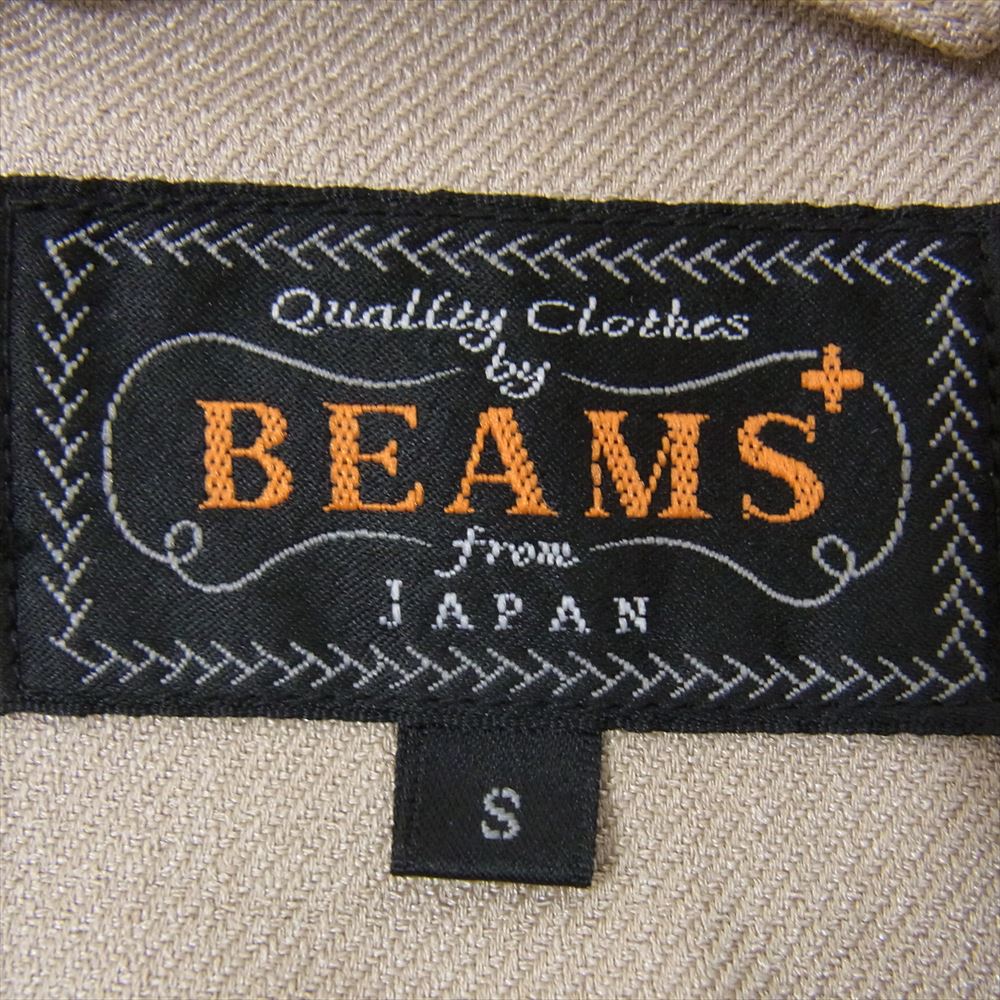 Quality Clothes
by
BEAMS+
from
JAPAN
S